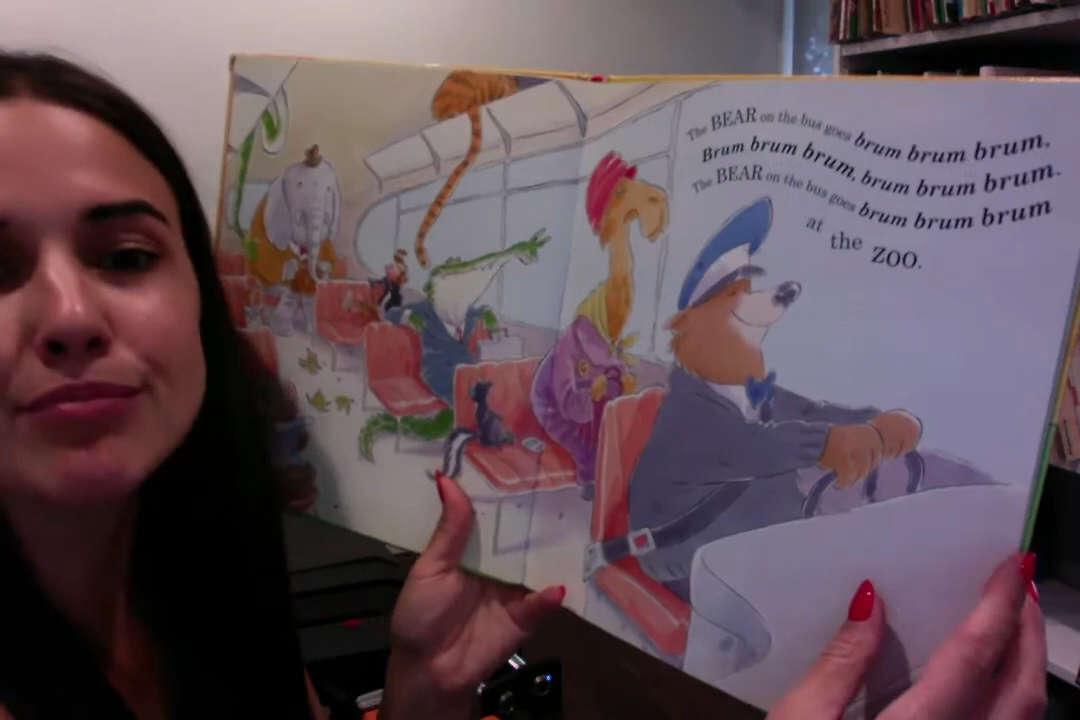 The BEAR on the bus goes brum brum brum,
Brum brum brum, brum brum brum.
The BEAR on the bus goes brum brum brum
at the ZOO.